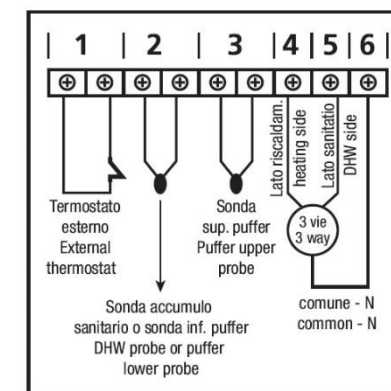 | 1 | 2 | 3 |4|5|6|
Lato riscaldam.
heating side
Lato sanitatio
DHW side
Termostato
esterno
External
thermostat
Sonda
sup. puffer
Puffer upper
probe
3 vie
3 way
comune - N
common - N
Sonda accumulo
sanitario o sonda inf. puffer
DHW probe or puffer
lower probe